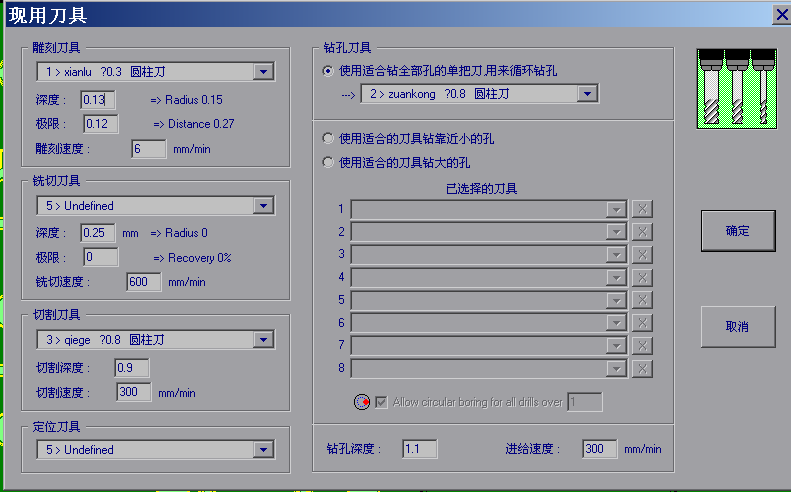 现用刀具
雕刻刀具
1 > xianlu   ?0.3   圆柱刀
深度 : 0.13 => Radius 0.15
极限 : 0.12 => Distance 0.27
雕刻速度 : 6 mm/min
铣切刀具
5 > Undefined
深度 : 0.25 mm => Radius 0
极限 : 0 => Recovery 0%
铣切速度 : 600 mm/min
切割刀具
3 > qiege   ?0.8   圆柱刀
切割深度 : 0.9
切割速度 : 300 mm/min
定位刀具
5 > Undefined
钻孔刀具
使用适合钻全部孔的单把刀,用来循环钻孔
---> 2 > zuankong   ?0.8   圆柱刀
使用适合的刀具钻靠近小的孔
使用适合的刀具钻大的孔
已选择的刀具
1
2
3
4
5
6
7
8
Allow circular boring for all drills over 1
钻孔深度 : 1.1 进给速度 : 300 mm/min
确定
取消